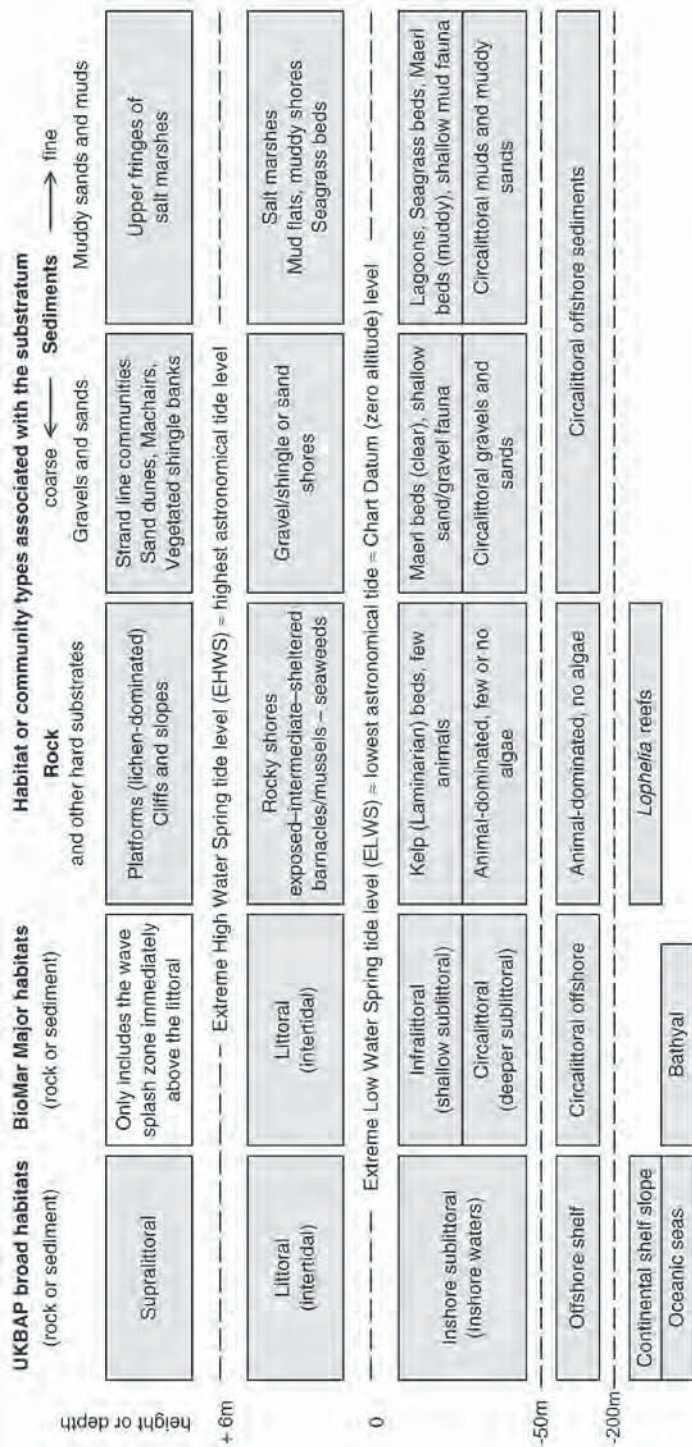 UKBAP broad habitats
(rock or sediment)
BioMar Major habitats
(rock or sediment)
Habitat or community types associated with the substratum
Rock
and other hard substrates
coarse ← Sediments → fine
Gravels and sands
Muddy sands and muds
height or depth
Supralittoral
Only includes the wave
splash zone immediately
above the littoral
Platforms (lichen-dominated)
Cliffs and slopes
Strand line communities
Sand dunes, Machairs,
Vegetated shingle banks
Upper fringes of
salt marshes
+ 6m
Extreme High Water Spring tide level (EHWS) ≈ highest astronomical tide level
Littoral
(intertidal)
Littoral
(intertidal)
Rocky shores
exposed–intermediate–sheltered
barnacles/mussels – seaweeds
Gravel/shingle or sand
shores
Salt marshes
Mud flats, muddy shores
Seagrass beds
0
Extreme Low Water Spring tide level (ELWS) ≈ lowest astronomical tide ≈ Chart Datum (zero altitude) level
Inshore sublittoral
(Inshore waters)
Infralittoral
(shallow sublittoral)
Kelp (Laminarian) beds, few
animals
Maerl beds (clear), shallow
sand/gravel fauna
Lagoons, Seagrass beds, Maerl
beds (muddy), shallow mud fauna
Circalittoral
(deeper sublittoral)
Animal-dominated, few or no
algae
Circalittoral gravels and
sands
Circalittoral muds and muddy
sands
-50m
Offshore shelf
Circalittoral offshore
Animal-dominated, no algae
Circalittoral offshore sediments
-200m
Continental shelf slope
Lophelia reefs
Oceanic seas
Bathyal